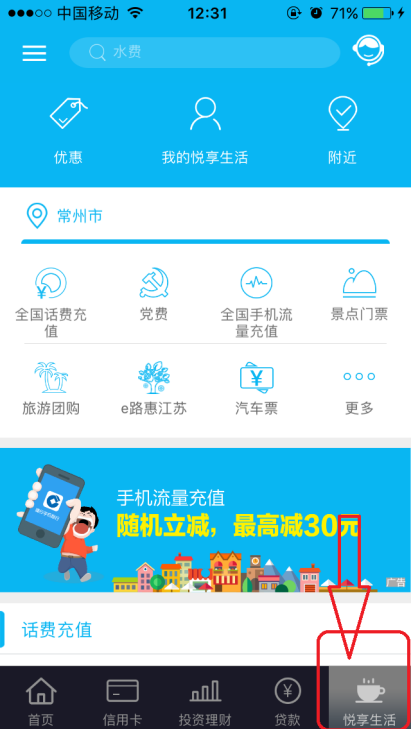 中国移动 12:31 71%
水费
优惠 我的悦享生活 附近
常州市
全国话费充 党费 全国手机流 景点门票
值 量充值
旅游团购 e路惠江苏 汽车票 更多
手机流量充值
随机立减，最高减30元
广告
话费充值
首页 信用卡 投资理财 贷款 悦享生活